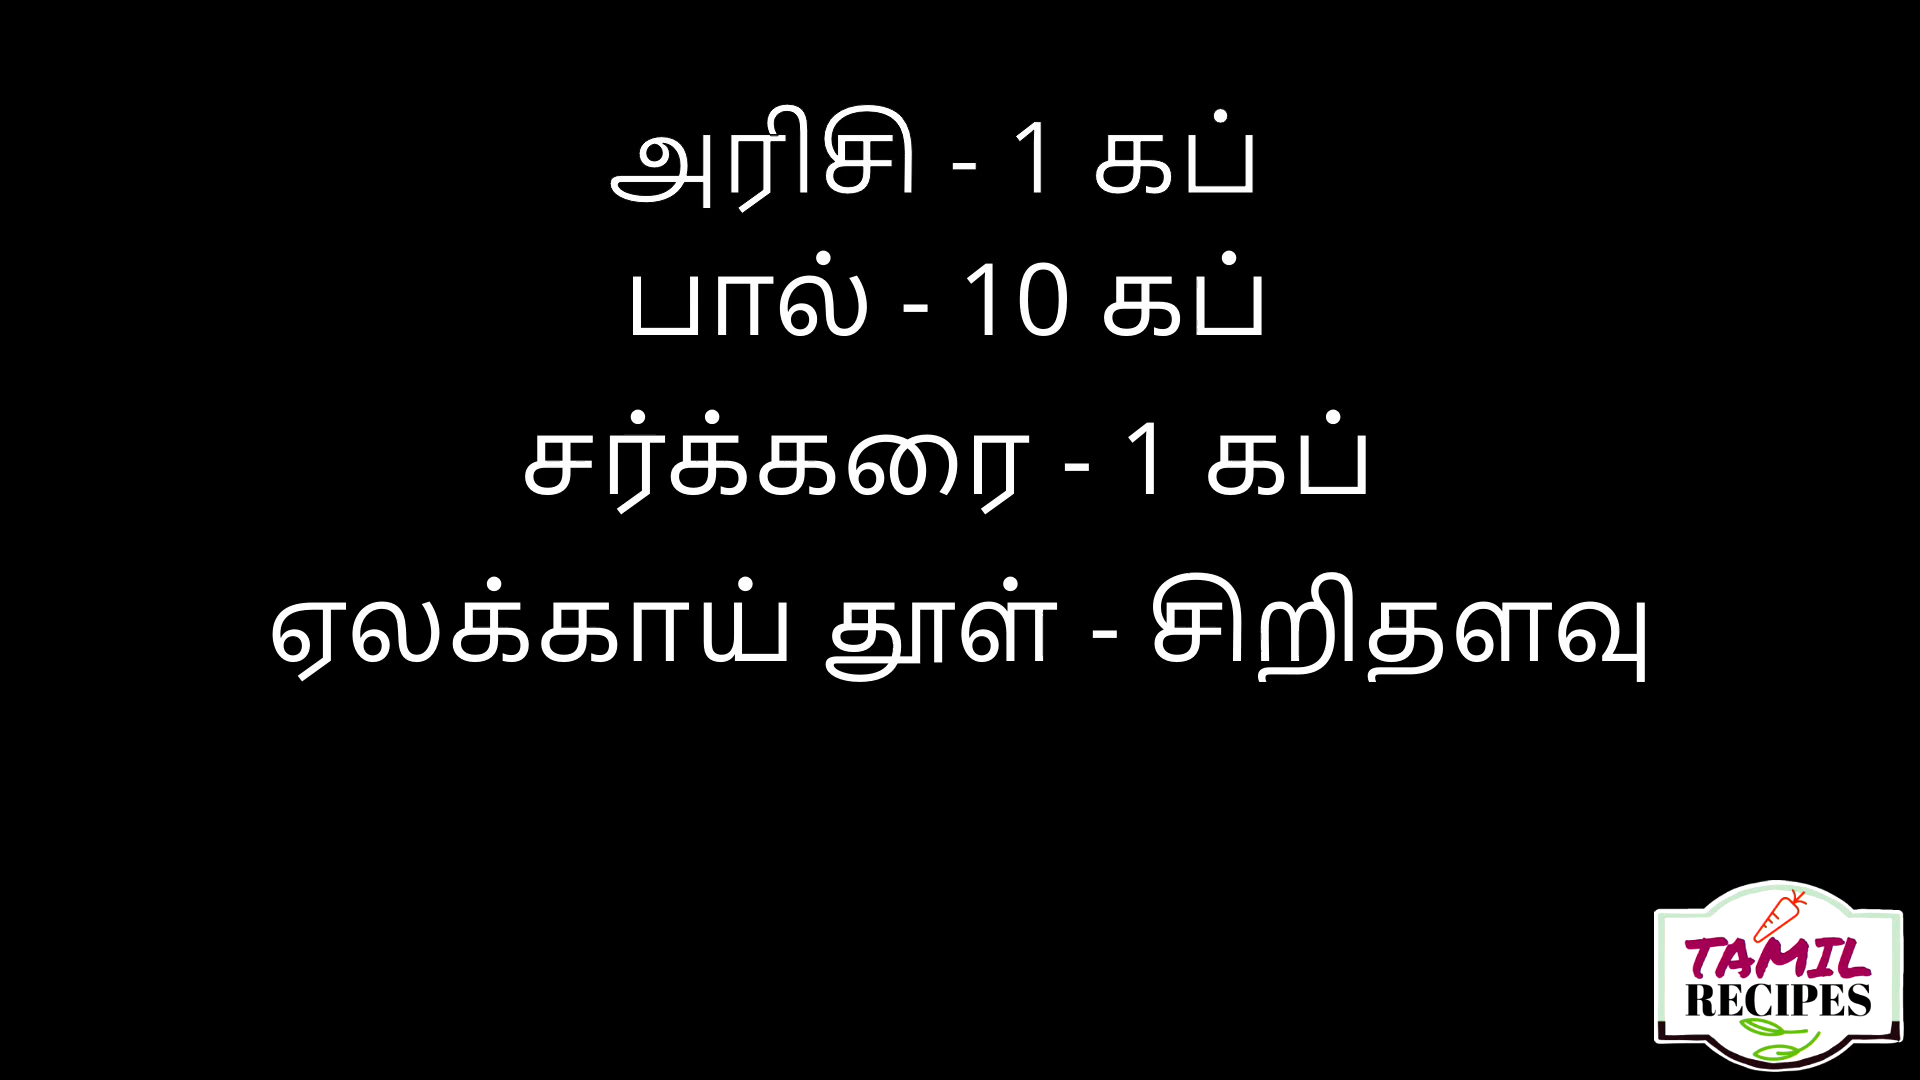 அரிசி - 1 கப்
பால் - 10 கப்
சர்க்கரை - 1 கப்
ஏலக்காய் தூள் - சிறிதளவு
TAMIL
RECIPES